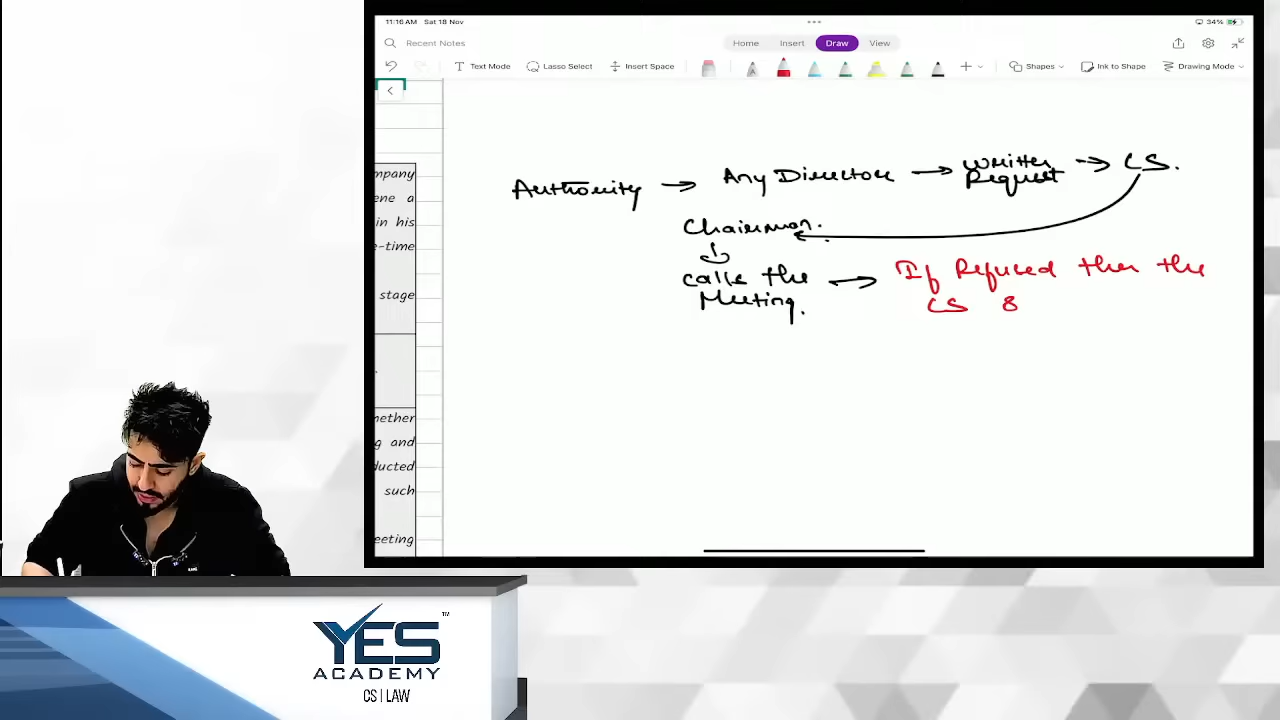 11:16 AM Sat 18 Nov
34%
Recent Notes
Home Insert Draw View
Text Mode Lasso Select Insert Space Shapes Ink to Shape Drawing Mode
mpany
ene a
in his
e-time
stage
hether
g and
ducted
such
eeting
Authority → Any Director → Written Request → CS.
Chairman.
calls the → If Refused then the
Meeting. CS &
YES™
ACADEMY
CS | LAW